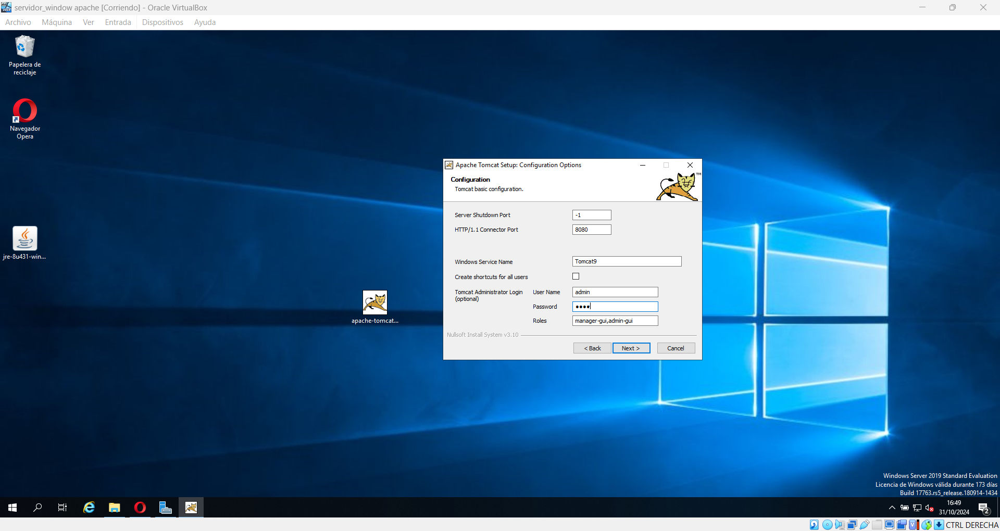 servidor_window apache [Corriendo] - Oracle VirtualBox
Archivo Máquina Ver Entrada Dispositivos Ayuda
Papelera de
reciclaje
Navegador
Opera
jre-8u431-win...
apache-tomcat...
Apache Tomcat Setup: Configuration Options
Configuration
Tomcat basic configuration.
TM
Server Shutdown Port -1
HTTP/1.1 Connector Port 8080
Windows Service Name Tomcat9
Create shortcuts for all users
Tomcat Administrator Login User Name admin
(optional)
Password ●●●●
Roles manager-gui,admin-gui
Nullsoft Install System v3.10
< Back Next > Cancel
Windows Server 2019 Standard Evaluation
Licencia de Windows válida durante 173 días
Build 17763.rs5_release.180914-1434
16:49
31/10/2024
2
CTRL DERECHA